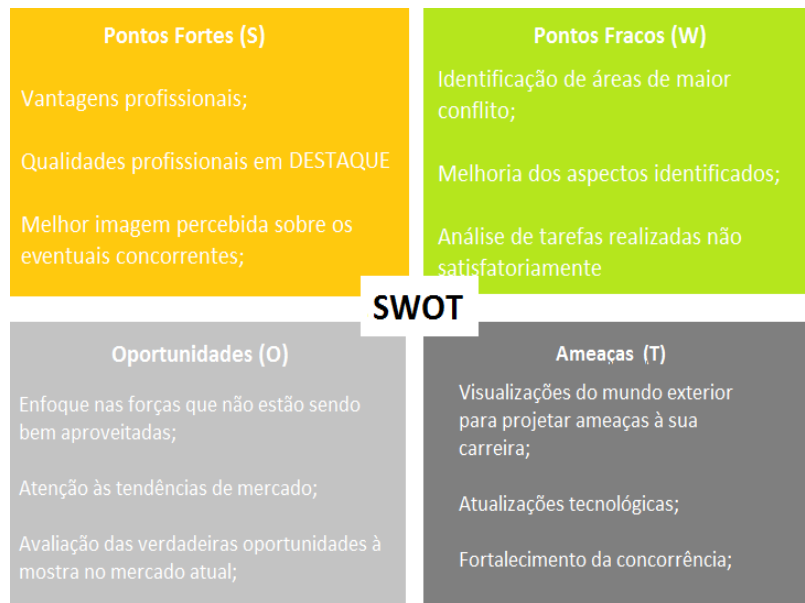 Pontos Fortes (S)
Vantagens profissionais;
Qualidades profissionais em DESTAQUE
Melhor imagem percebida sobre os
eventuais concorrentes;
Pontos Fracos (W)
Identificação de áreas de maior
conflito;
Melhoria dos aspectos identificados;
Análise de tarefas realizadas não
satisfatoriamente
SWOT
Oportunidades (O)
Enfoque nas forças que não estão sendo
bem aproveitadas;
Atenção às tendências de mercado;
Avaliação das verdadeiras oportunidades à
mostra no mercado atual;
Ameaças (T)
Visualizações do mundo exterior
para projetar ameaças à sua
carreira;
Atualizações tecnológicas;
Fortalecimento da concorrência;